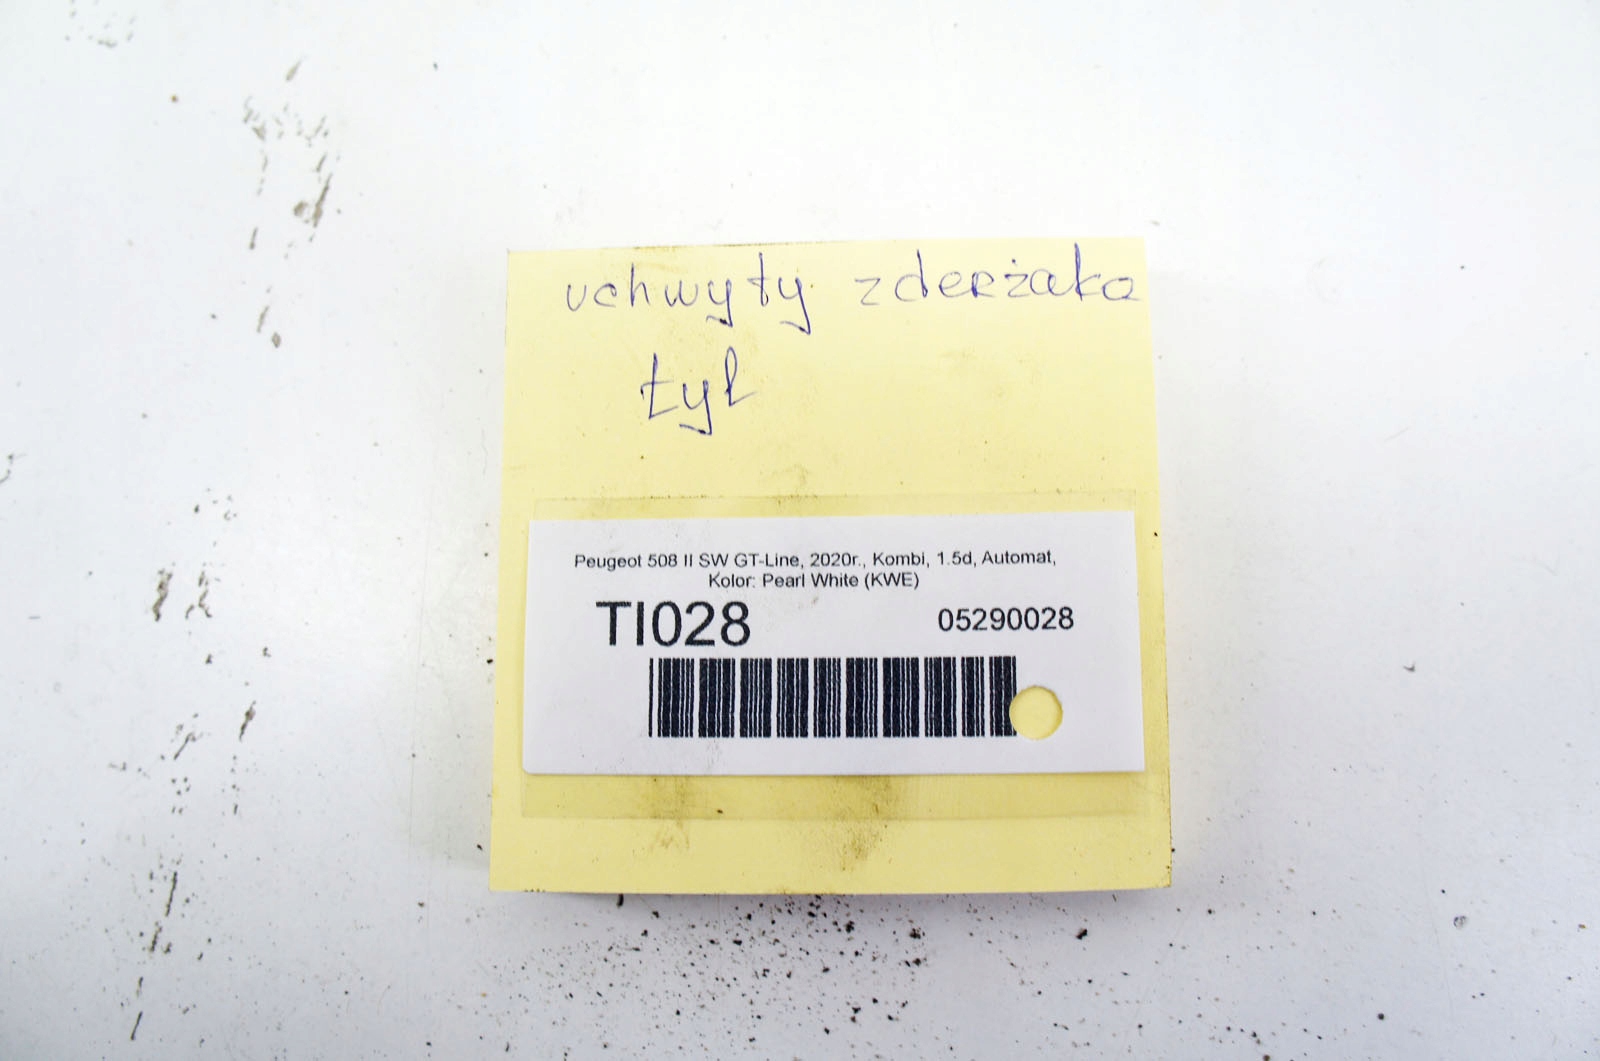 uchwyty zderżaka
tył
Peugeot 508 II SW GT-Line, 2020r., Kombi, 1.5d, Automat,
Kolor: Pearl White (KWE)
TI028
05290028